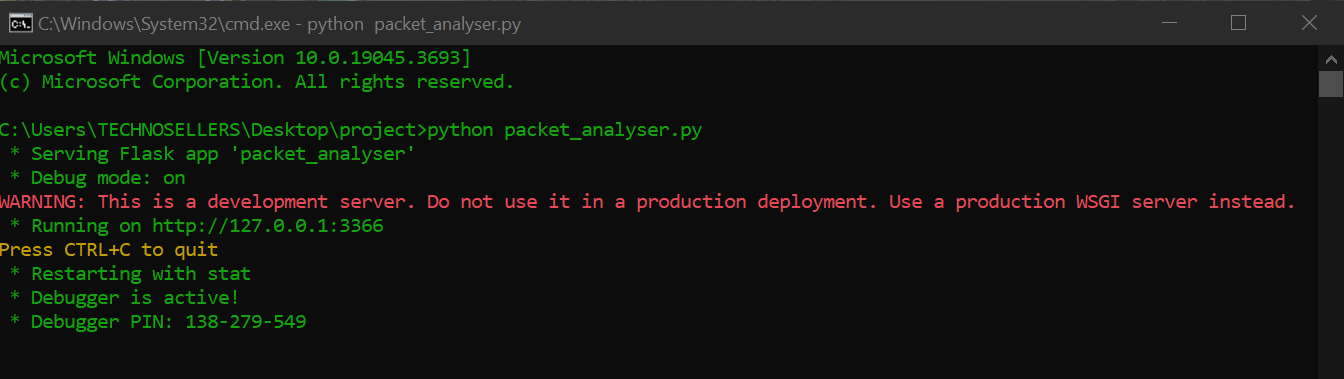 C:\Windows\System32\cmd.exe - python  packet_analyser.py
Microsoft Windows [Version 10.0.19045.3693]
(c) Microsoft Corporation. All rights reserved.
C:\Users\TECHNOSELLERS\Desktop\project>python packet_analyser.py
 * Serving Flask app 'packet_analyser'
 * Debug mode: on
WARNING: This is a development server. Do not use it in a production deployment. Use a production WSGI server instead.
 * Running on http://127.0.0.1:3366
Press CTRL+C to quit
 * Restarting with stat
 * Debugger is active!
 * Debugger PIN: 138-279-549